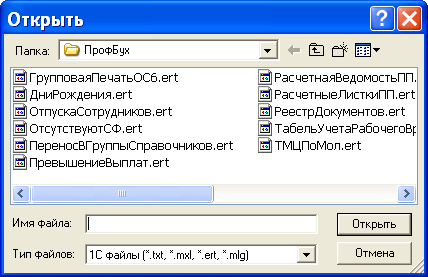 Открыть
Папка: ПрофБух
ГрупповаяПечатьОС6.ert
ДниРождения.ert
ОтпускаСотрудников.ert
ОтсутствуютСФ.ert
ПереносВГруппыСправочников.ert
ПревышениеВыплат.ert
РасчетнаяВедомостьПП.
РасчетныеЛисткиПП.ert
РеестрДокументов.ert
ТабельУчетаРабочегоВр
ТМЦПоМол.ert
Имя файла: Открыть
Тип файлов: 1С файлы (*.txt, *.mxl, *.ert, *.mlg) Отмена